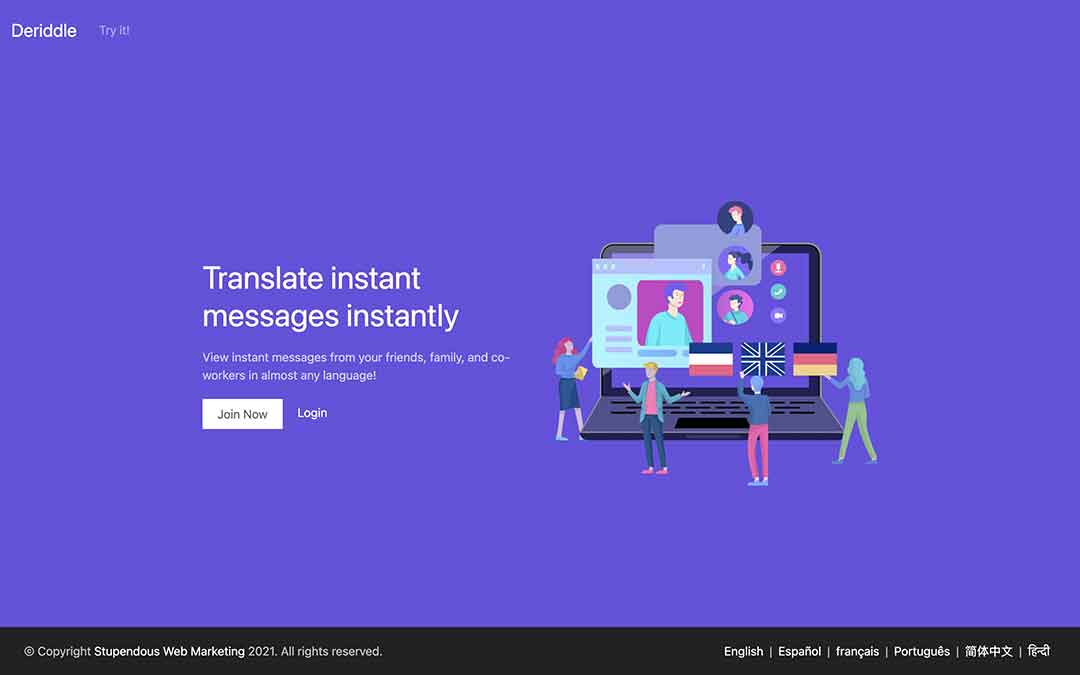 Deriddle Try it!
Translate instant
messages instantly
View instant messages from your friends, family, and co-
workers in almost any language!
Join Now Login
© Copyright Stupendous Web Marketing 2021. All rights reserved. English | Español | français | Português | 简体中文 | हिन्दी